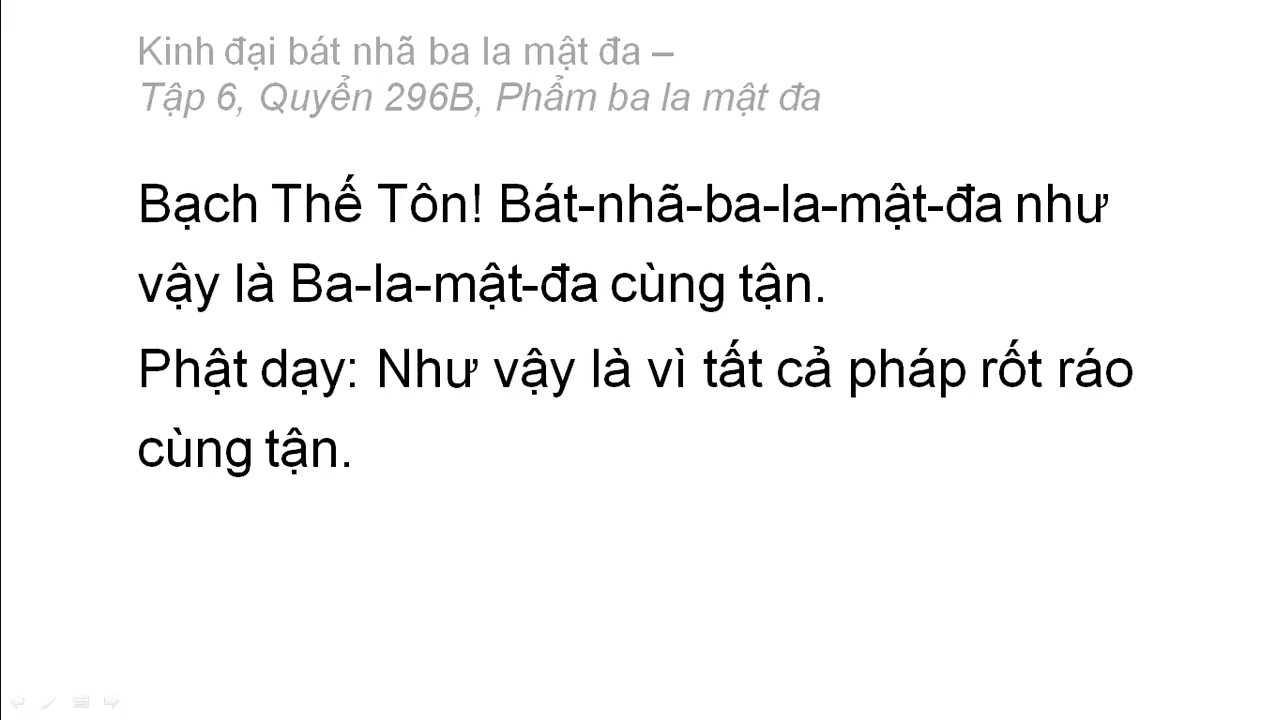 Kinh đại bát nhã ba la mật đa –
Tập 6, Quyển 296B, Phẩm ba la mật đa
Bạch Thế Tôn! Bát-nhã-ba-la-mật-đa như
vậy là Ba-la-mật-đa cùng tận.
Phật dạy: Như vậy là vì tất cả pháp rốt ráo
cùng tận.